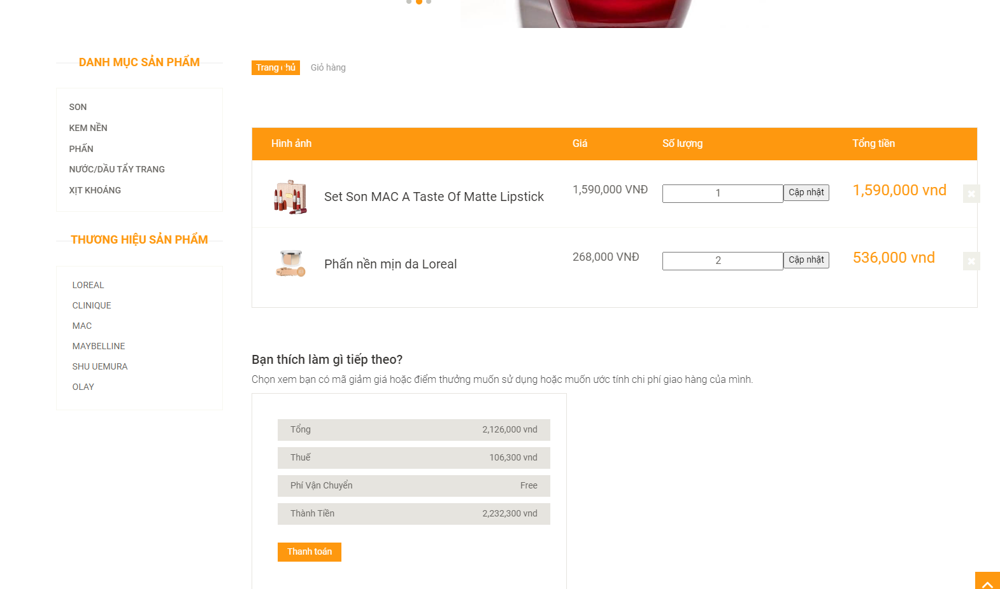 DANH MỤC SẢN PHẨM
SON
KEM NỀN
PHẤN
NƯỚC/DẦU TẨY TRANG
XỊT KHOÁNG
THƯƠNG HIỆU SẢN PHẨM
LOREAL
CLINIQUE
MAC
MAYBELLINE
SHU UEMURA
OLAY
Trang chủ Giỏ hàng
Hình ảnh Giá Số lượng Tổng tiền
Set Son MAC A Taste Of Matte Lipstick 1,590,000 VNĐ 1 Cập nhật 1,590,000 vnd
Phấn nền mịn da Loreal 268,000 VNĐ 2 Cập nhật 536,000 vnd
Bạn thích làm gì tiếp theo?
Chọn xem bạn có mã giảm giá hoặc điểm thưởng muốn sử dụng hoặc muốn ước tính chi phí giao hàng của mình.
Tổng 2,126,000 vnd
Thuế 106,300 vnd
Phí Vận Chuyển Free
Thành Tiền 2,232,300 vnd
Thanh toán